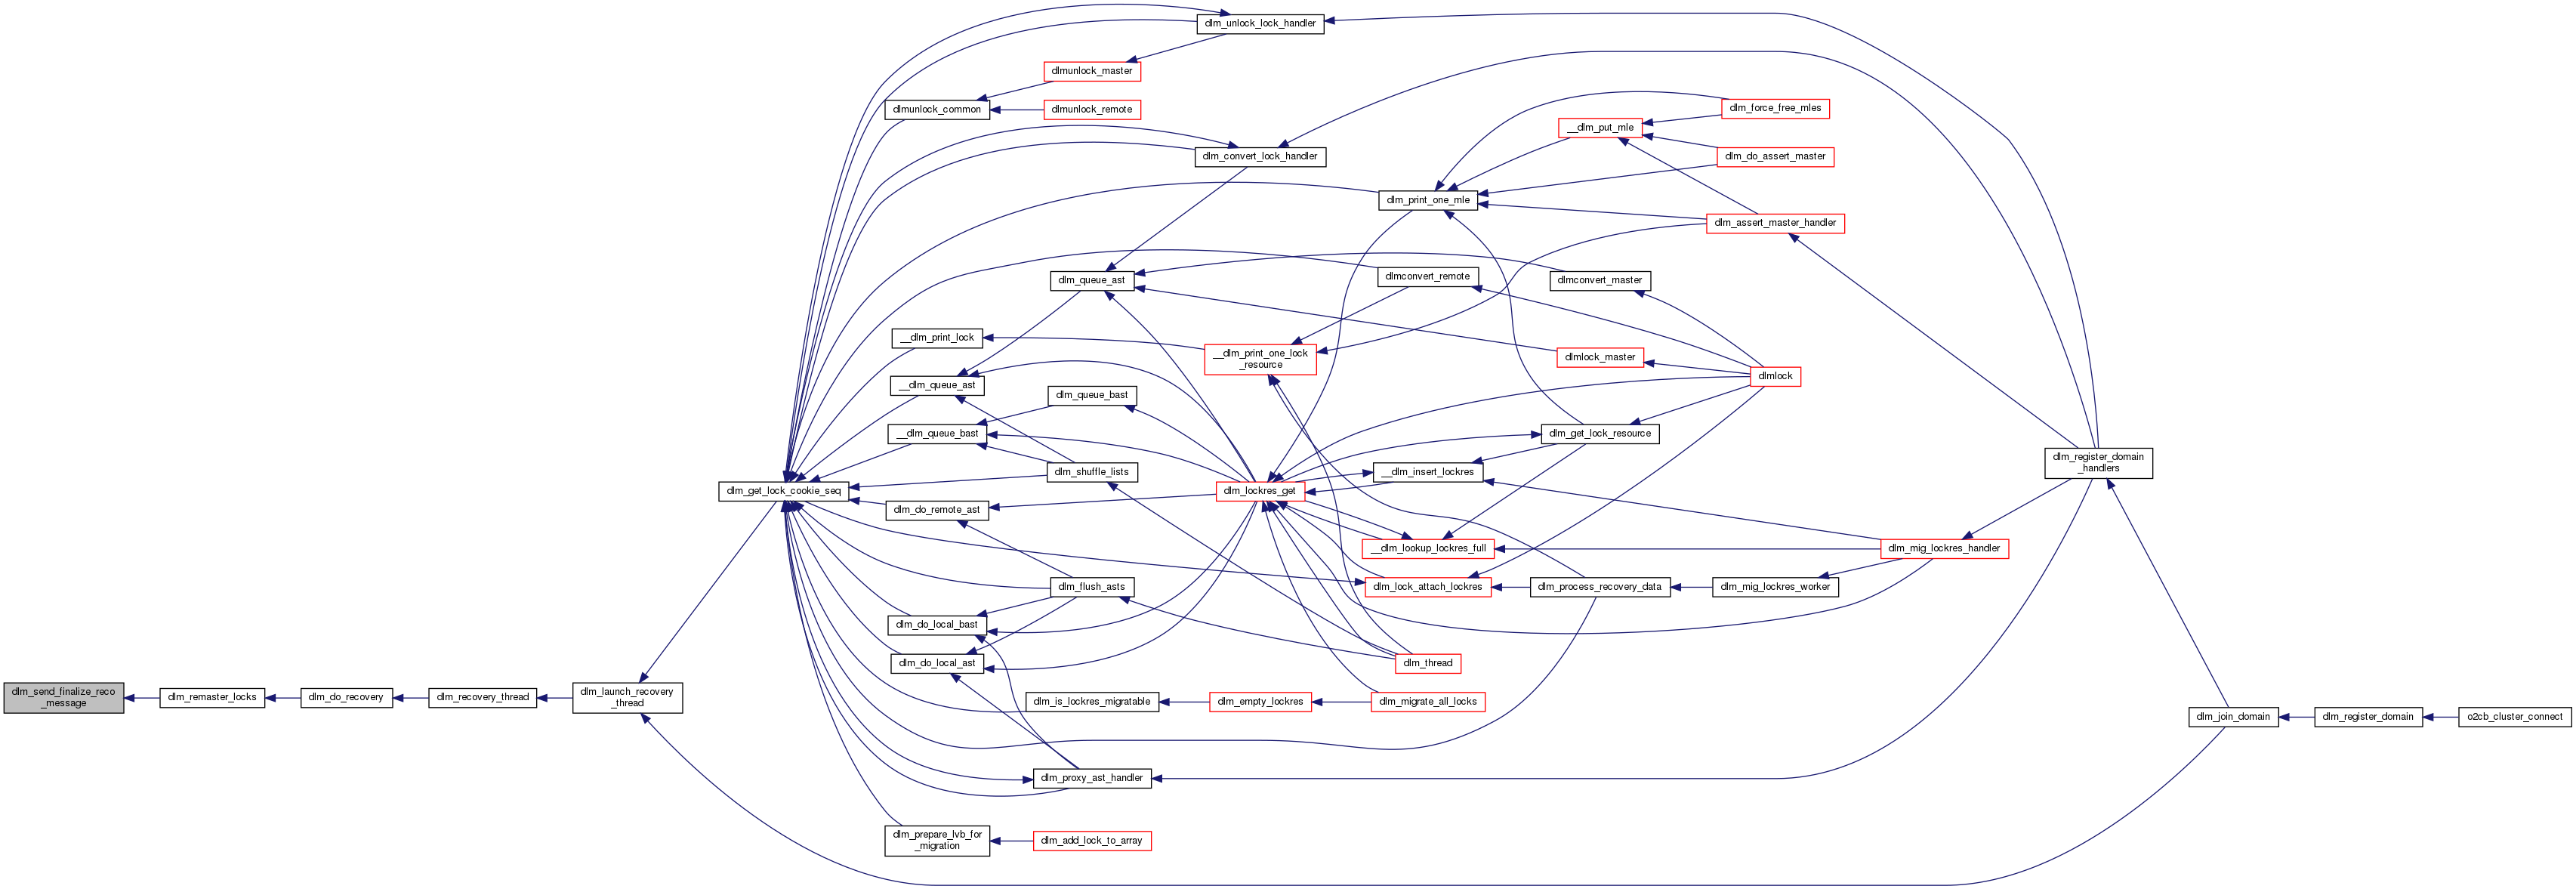 dlm_send_finalize_reco
_message
dlm_remaster_locks
dlm_do_recovery
dlm_recovery_thread
dlm_launch_recovery
_thread
dlm_get_lock_cookie_seq
dlm_unlock_lock_handler
dlmunlock_common
dlmunlock_master
dlmunlock_remote
dlm_convert_lock_handler
dlm_print_one_mle
__dlm_put_mle
dlm_force_free_mles
dlm_do_assert_master
dlm_assert_master_handler
dlm_queue_ast
dlmconvert_remote
dlmconvert_master
__dlm_print_lock
__dlm_print_one_lock
_resource
dlmlock_master
dlmlock
__dlm_queue_ast
dlm_queue_bast
__dlm_queue_bast
dlm_get_lock_resource
dlm_shuffle_lists
__dlm_insert_lockres
dlm_lockres_get
dlm_register_domain
_handlers
dlm_do_remote_ast
__dlm_lookup_lockres_full
dlm_mig_lockres_handler
dlm_flush_asts
dlm_lock_attach_lockres
dlm_process_recovery_data
dlm_mig_lockres_worker
dlm_do_local_bast
dlm_do_local_ast
dlm_thread
dlm_is_lockres_migratable
dlm_empty_lockres
dlm_migrate_all_locks
dlm_join_domain
dlm_register_domain
o2cb_cluster_connect
dlm_proxy_ast_handler
dlm_prepare_lvb_for
_migration
dlm_add_lock_to_array